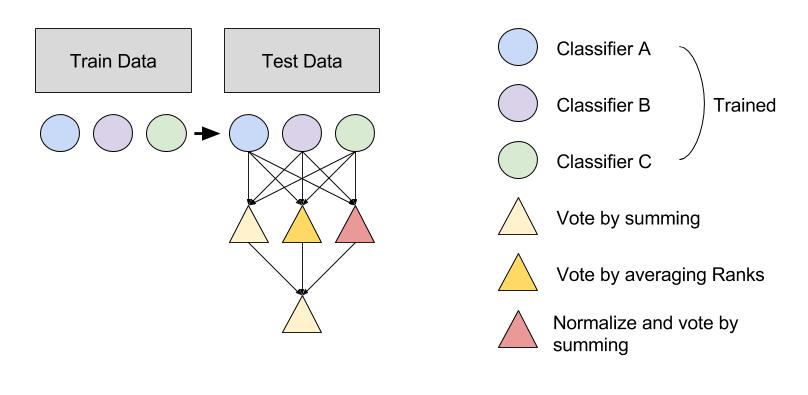 Train Data
Test Data
Classifier A
Classifier B
Trained
Classifier C
Vote by summing
Vote by averaging Ranks
Normalize and vote by
summing